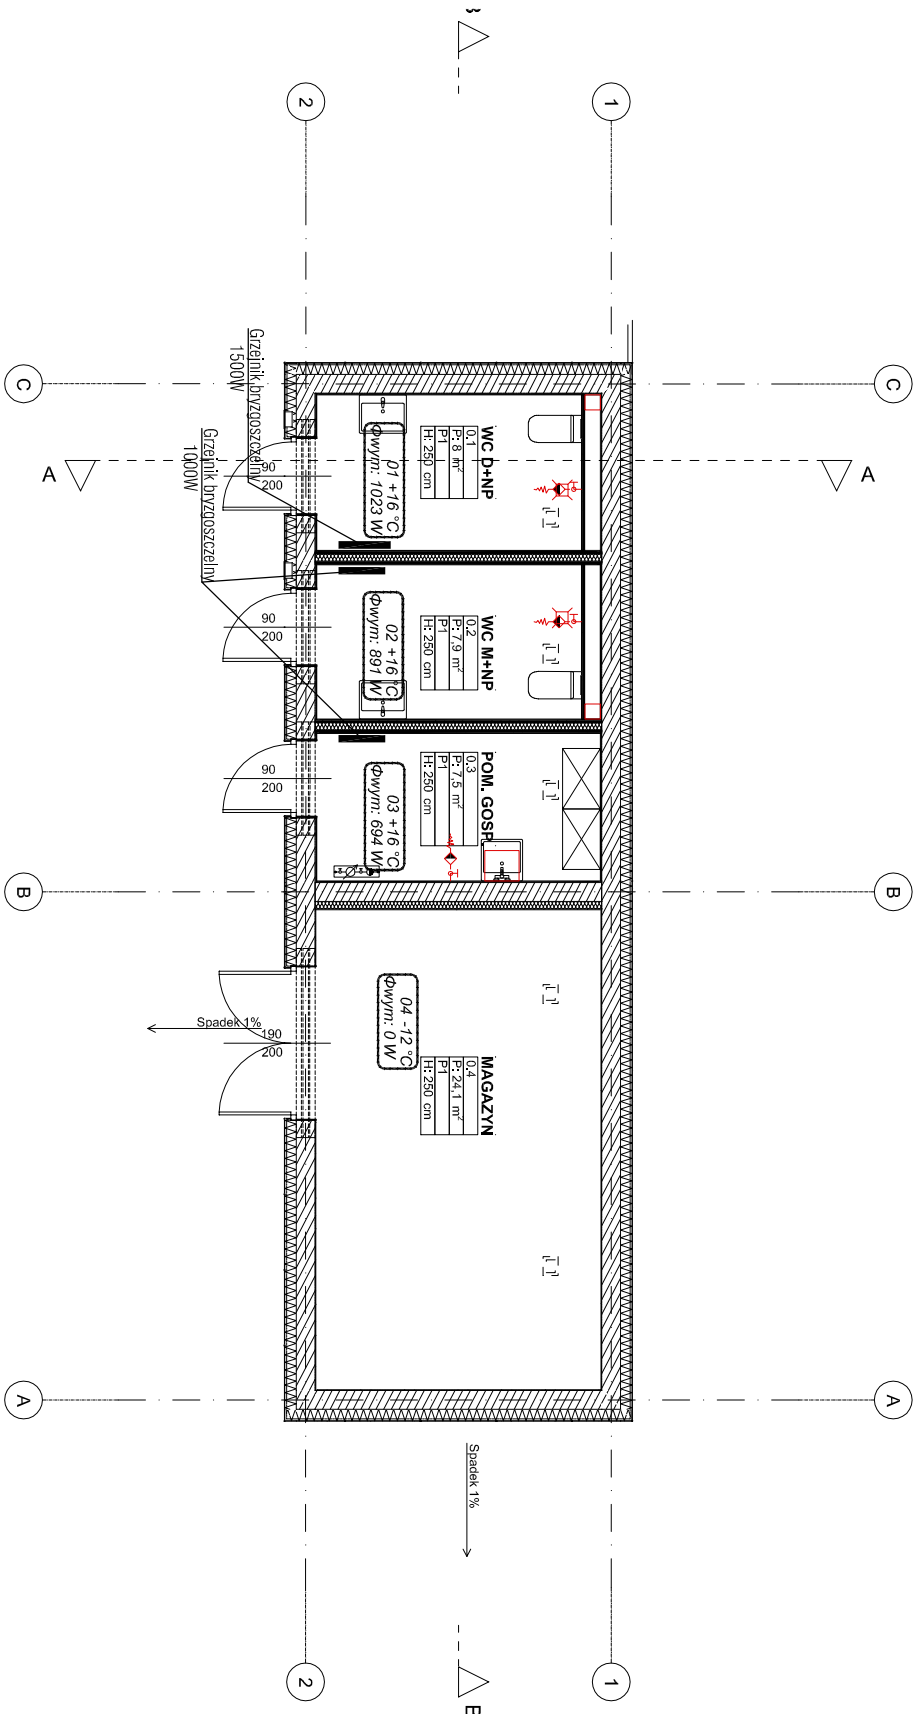 2
1
C
C
A
A
WC D+NP
0.1
P: 8 m²
P1
H: 250 cm
01 +16 °C
Φwym: 1023 W
Grzejnik bryzgoszczelny
1500W
90
200
Grzejnik bryzgoszczelny
1000W
WC M+NP
0.2
P: 7,9 m²
P1
H: 250 cm
02 +16 °C
Φwym: 891 W
90
200
POM. GOSP.
0.3
P: 7,5 m²
P1
H: 250 cm
03 +16 °C
Φwym: 694 W
90
200
B
B
04 -12 °C
Φwym: 0 W
Spadek 1%
190
200
MAGAZYN
0.4
P: 24,1 m²
P1
H: 250 cm
A
A
Spadek 1%
2
1